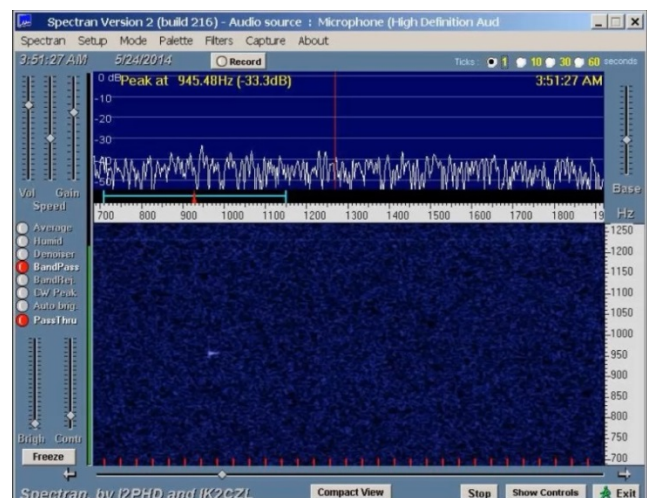 Spectran Version 2 (build 216) - Audio source : Microphone (High Definition Aud
Spectran Setup Mode Palette Filters Capture About
3:51:27 AM 5/24/2014 Record Ticks : 1 10 30 60 seconds
0 dB Peak at 945.48Hz (-33.3dB) 3:51:27 AM
-10
-20
-30
-40
-50
Vol Gain
Speed
Base
700 800 900 1000 1100 1200 1300 1400 1500 1600 1700 1800 19 Hz
Average
Humid
Denoiser
BandPass
BandRej.
CW Peak
Auto brig.
PassThru
1250
1200
1150
1100
1050
1000
950
900
850
800
750
700
Brigh Contr
Freeze
Spectran, by I2PHD and IK2CZL Compact View Stop Show Controls Exit